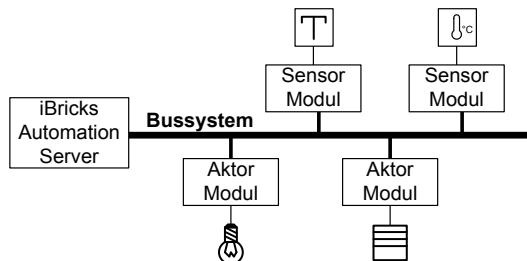 °C
Sensor
Modul
Sensor
Modul
iBricks
Automation
Server
Bussystem
Aktor
Modul
Aktor
Modul